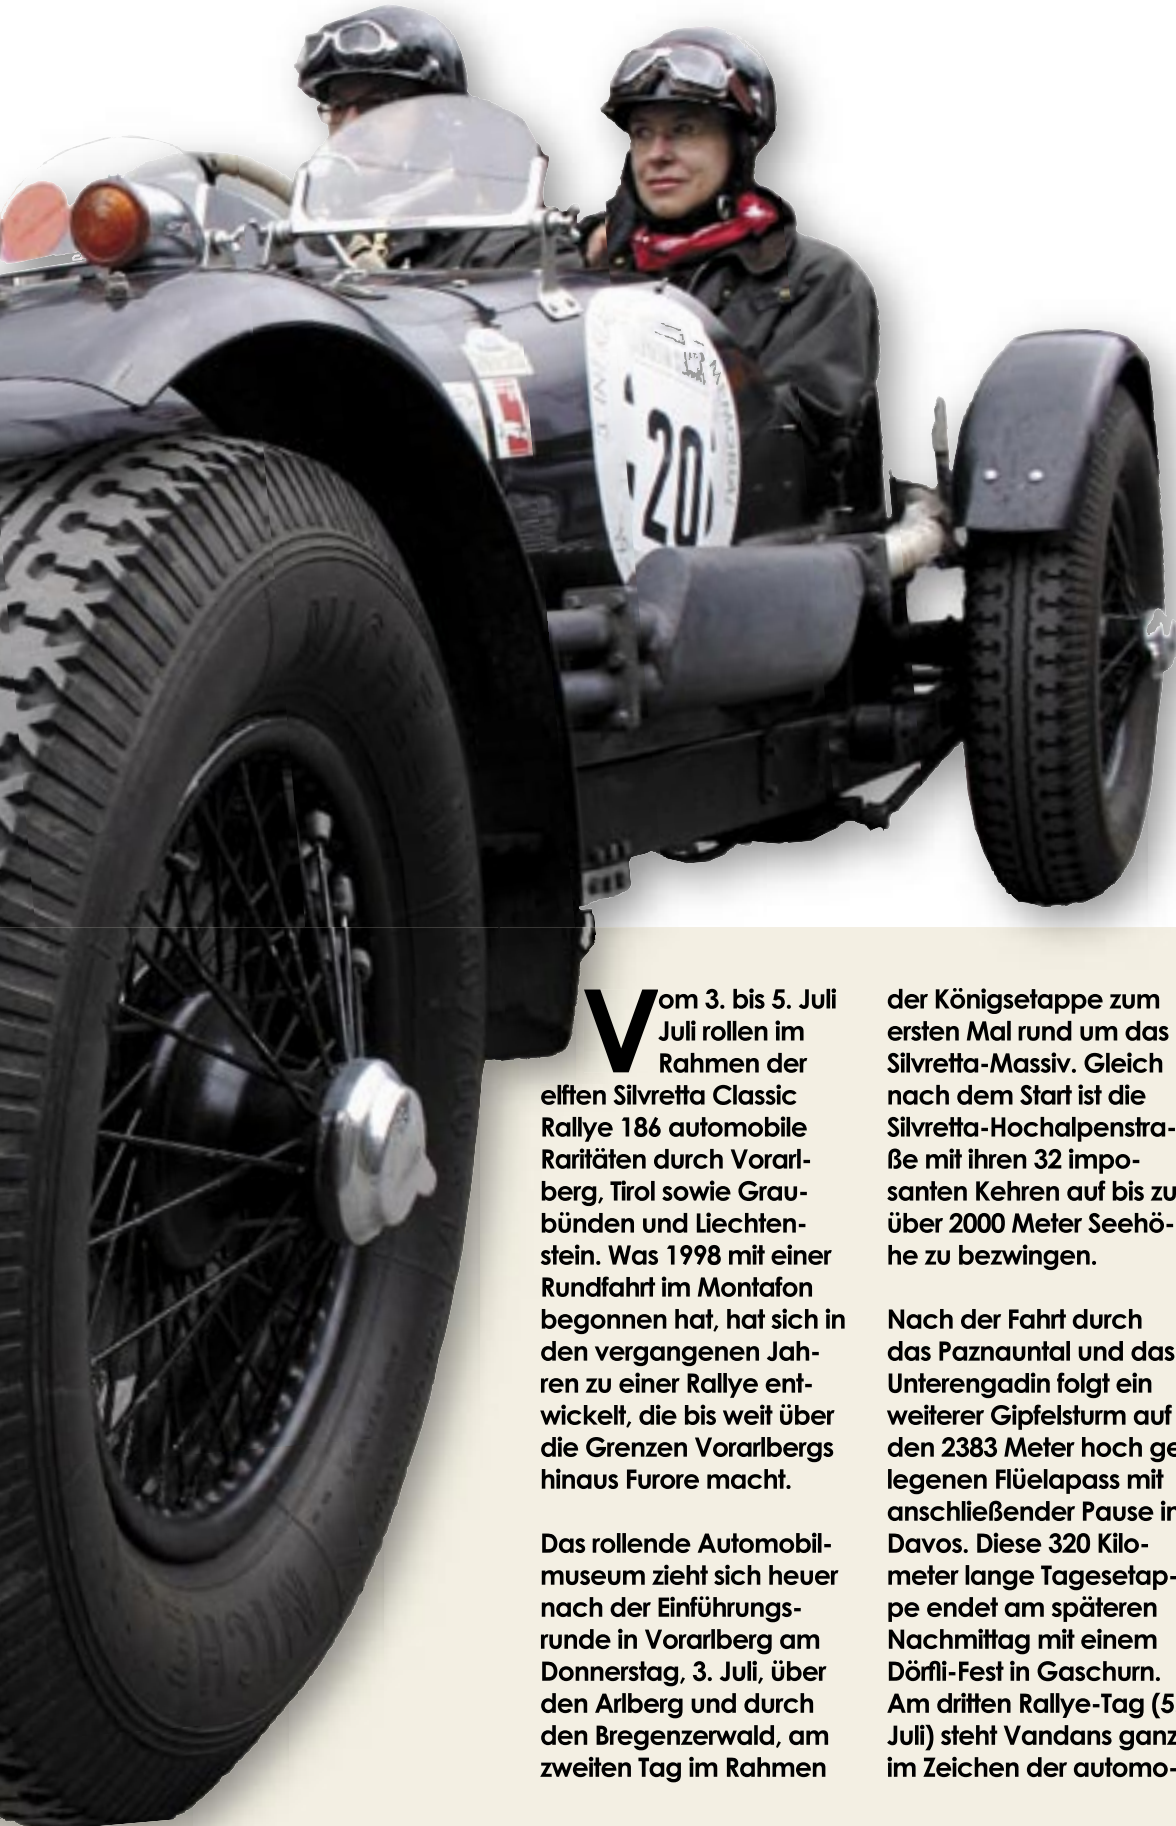 20
MICHE
Vom 3. bis 5. Juli
Juli rollen im
Rahmen der
elften Silvretta Classic
Rallye 186 automobile
Raritäten durch Vorarl-
berg, Tirol sowie Grau-
bünden und Liechten-
stein. Was 1998 mit einer
Rundfahrt im Montafon
begonnen hat, hat sich in
den vergangenen Jah-
ren zu einer Rallye ent-
wickelt, die bis weit über
die Grenzen Vorarlbergs
hinaus Furore macht.
Das rollende Automobil-
museum zieht sich heuer
nach der Einführungs-
runde in Vorarlberg am
Donnerstag, 3. Juli, über
den Arlberg und durch
den Bregenzerwald, am
zweiten Tag im Rahmen
der Königsetappe zum
ersten Mal rund um das
Silvretta-Massiv. Gleich
nach dem Start ist die
Silvretta-Hochalpenstra-
ße mit ihren 32 impo-
santen Kehren auf bis zu
über 2000 Meter Seehö-
he zu bezwingen.
Nach der Fahrt durch
das Paznauntal und das
Unterengadin folgt ein
weiterer Gipfelsturm auf
den 2383 Meter hoch ge
legenen Flüelapass mit
anschließender Pause in
Davos. Diese 320 Kilo-
meter lange Tagesetap-
pe endet am späteren
Nachmittag mit einem
Dörfli-Fest in Gaschurn.
Am dritten Rallye-Tag (5.
Juli) steht Vandans ganz
im Zeichen der automo-